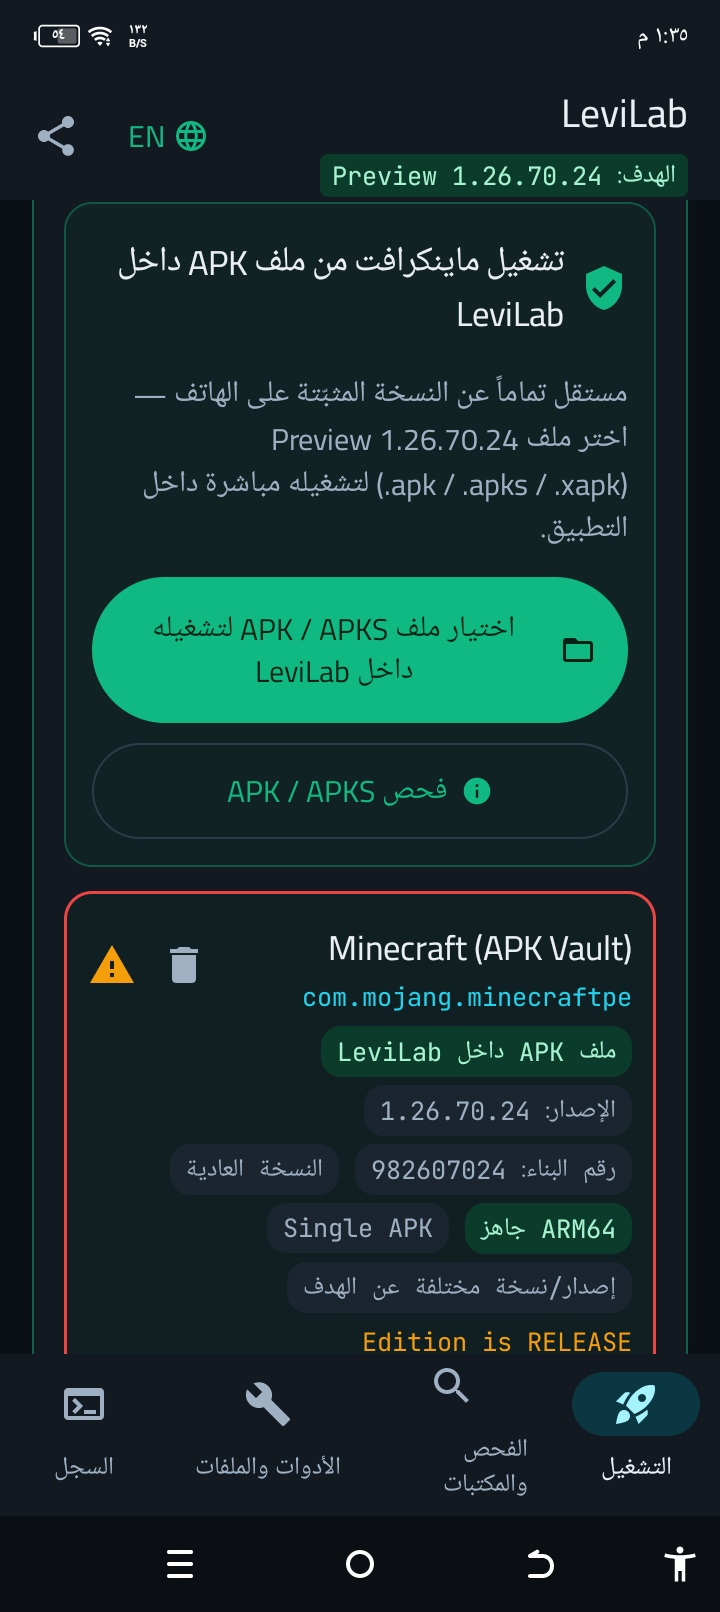 ١:٣٥ م
١٣٢
B/S
٥٤
LeviLab
EN
الهدف: Preview 1.26.70.24
تشغيل ماينكرافت من ملف APK داخل
LeviLab
مستقل تماماً عن النسخة المثبّتة على الهاتف —
اختر ملف Preview 1.26.70.24
(.apk / .apks / .xapk) لتشغيله مباشرة داخل
التطبيق.
اختيار ملف APK / APKS لتشغيله
داخل LeviLab
فحص APK / APKS
Minecraft (APK Vault)
com.mojang.minecraftpe
ملف APK داخل LeviLab
الإصدار: 1.26.70.24
رقم البناء: 982607024
النسخة العادية
ARM64 جاهز
Single APK
إصدار/نسخة مختلفة عن الهدف
Edition is RELEASE
التشغيل
الفحص
والمكتبات
الأدوات والملفات
السجل